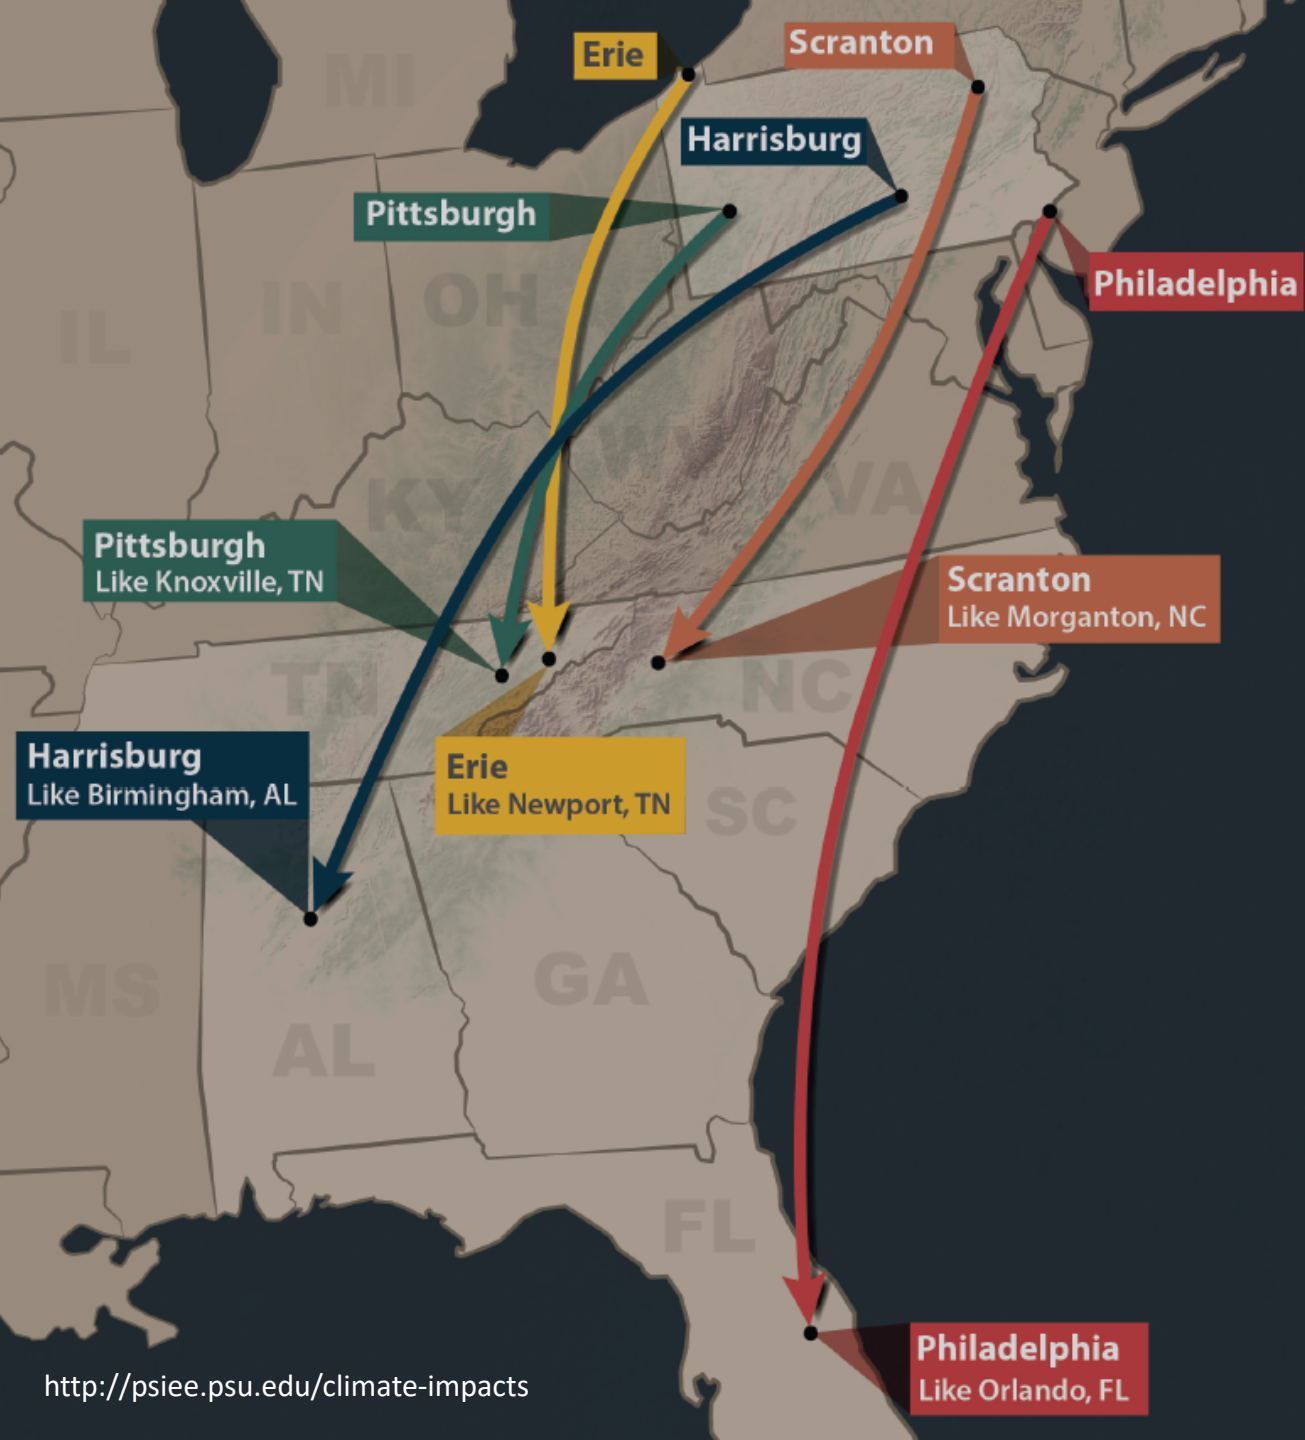 Erie
Scranton
Harrisburg
Pittsburgh
Philadelphia
MI
OH
IN
IL
WV
KY
VA
Pittsburgh
Like Knoxville, TN
Scranton
Like Morganton, NC
TN
NC
Harrisburg
Like Birmingham, AL
Erie
Like Newport, TN
SC
MS
GA
AL
FL
Philadelphia
Like Orlando, FL
http://psiee.psu.edu/climate-impacts